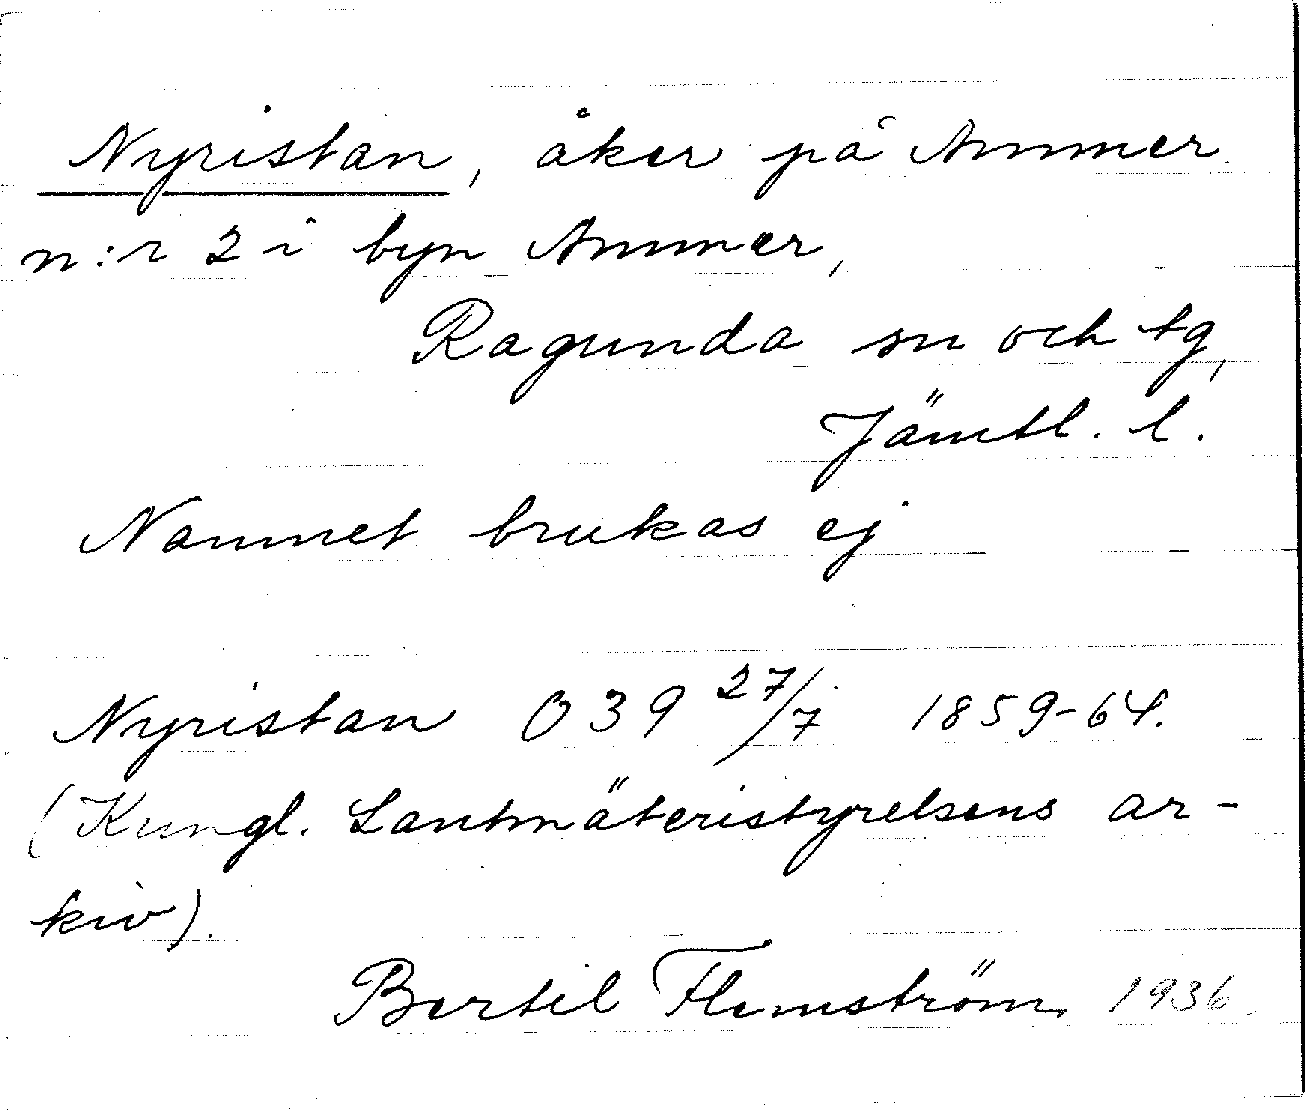 Nyristan, åker på Ammer
n:r 2 i byn Ammer,
Ragunda sn och tg,
Jämtl. l.
Namnet brukas ej
Nyristan O39 27/7 1859-64.
(Kungl. Lantmäteristyrelsens ar-
kiv).
Bertil Flemström 1936